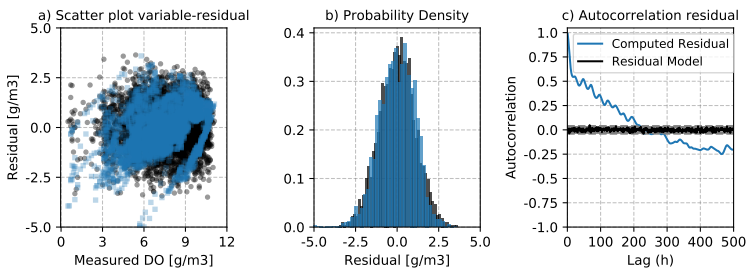 a) Scatter plot variable-residual
5.0
2.5
0.0
-2.5
-5.0
0 3 6 9 12
Residual [g/m3]
Measured DO [g/m3]
b) Probability Density
0.4
0.3
0.2
0.1
0.0
-5.0 -2.5 0.0 2.5 5.0
Residual [g/m3]
c) Autocorrelation residual
1.0
0.75
0.5
0.25
0.0
-0.25
-0.5
-0.75
-1.0
0 100 200 300 400 500
Autocorrelation
Lag (h)
Computed Residual
Residual Model